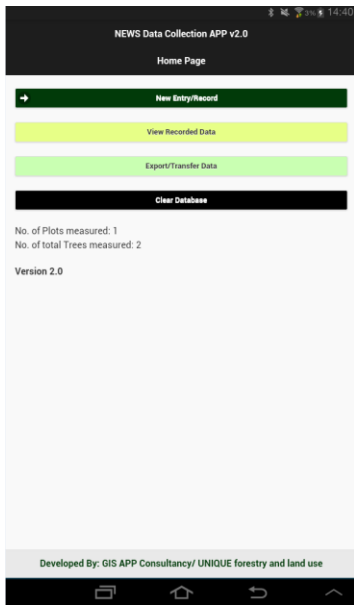 3% 14:40
NEWS Data Collection APP v2.0
Home Page
New Entry/Record
View Recorded Data
Export/Transfer Data
Clear Database
No. of Plots measured: 1
No. of total Trees measured: 2
Version 2.0
Developed By: GIS APP Consultancy/ UNIQUE forestry and land use